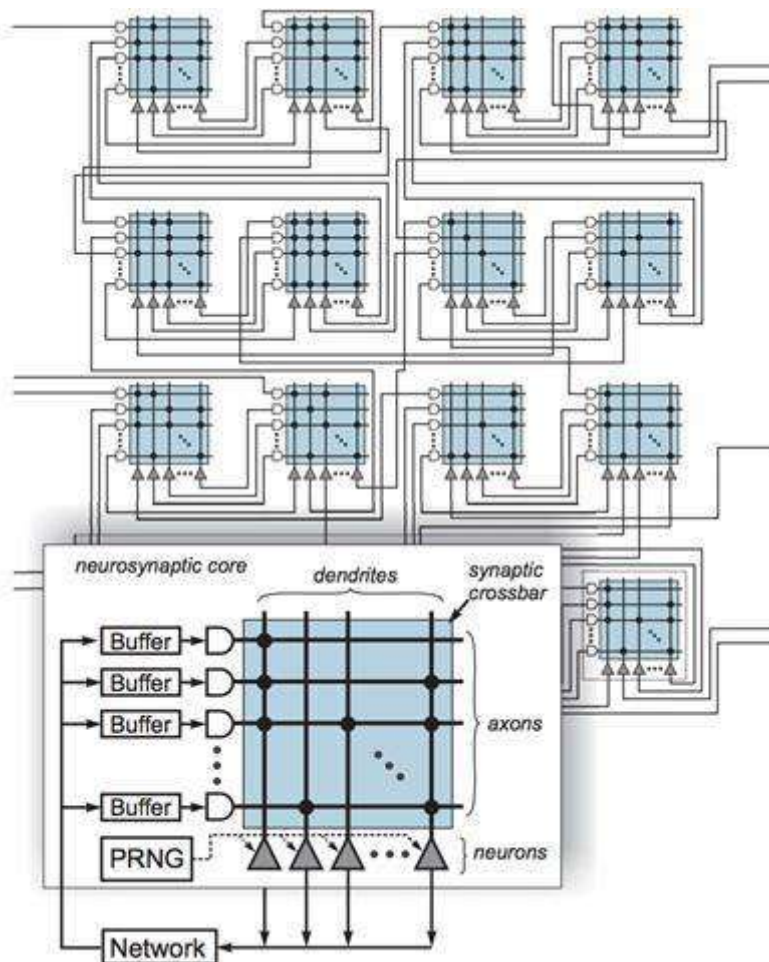 neurosynaptic core
dendrites
synaptic
crossbar
Buffer
Buffer
Buffer
axons
Buffer
PRNG
neurons
Network